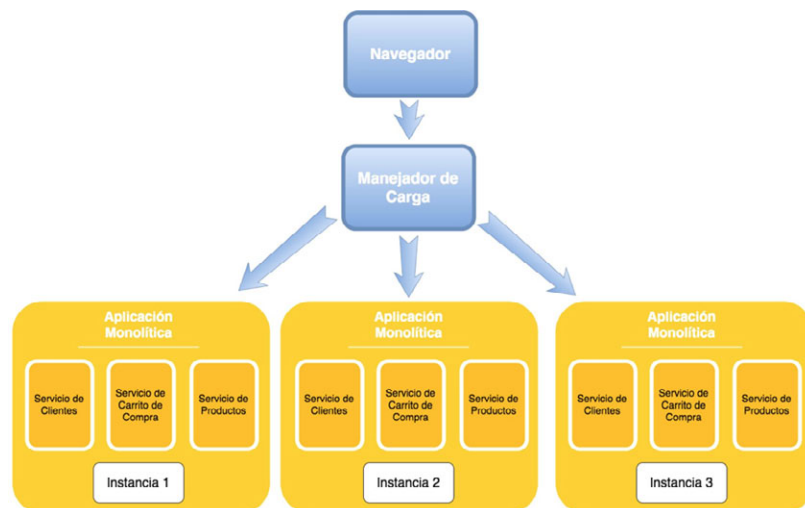 Navegador
Manejador de
Carga
Aplicación
Monolítica
Servicio de
Clientes
Servicio de
Carrito de
Compra
Servicio de
Productos
Instancia 1
Aplicación
Monolítica
Servicio de
Clientes
Servicio de
Carrito de
Compra
Servicio de
Productos
Instancia 2
Aplicación
Monolítica
Servicio de
Clientes
Servicio de
Carrito de
Compra
Servicio de
Productos
Instancia 3